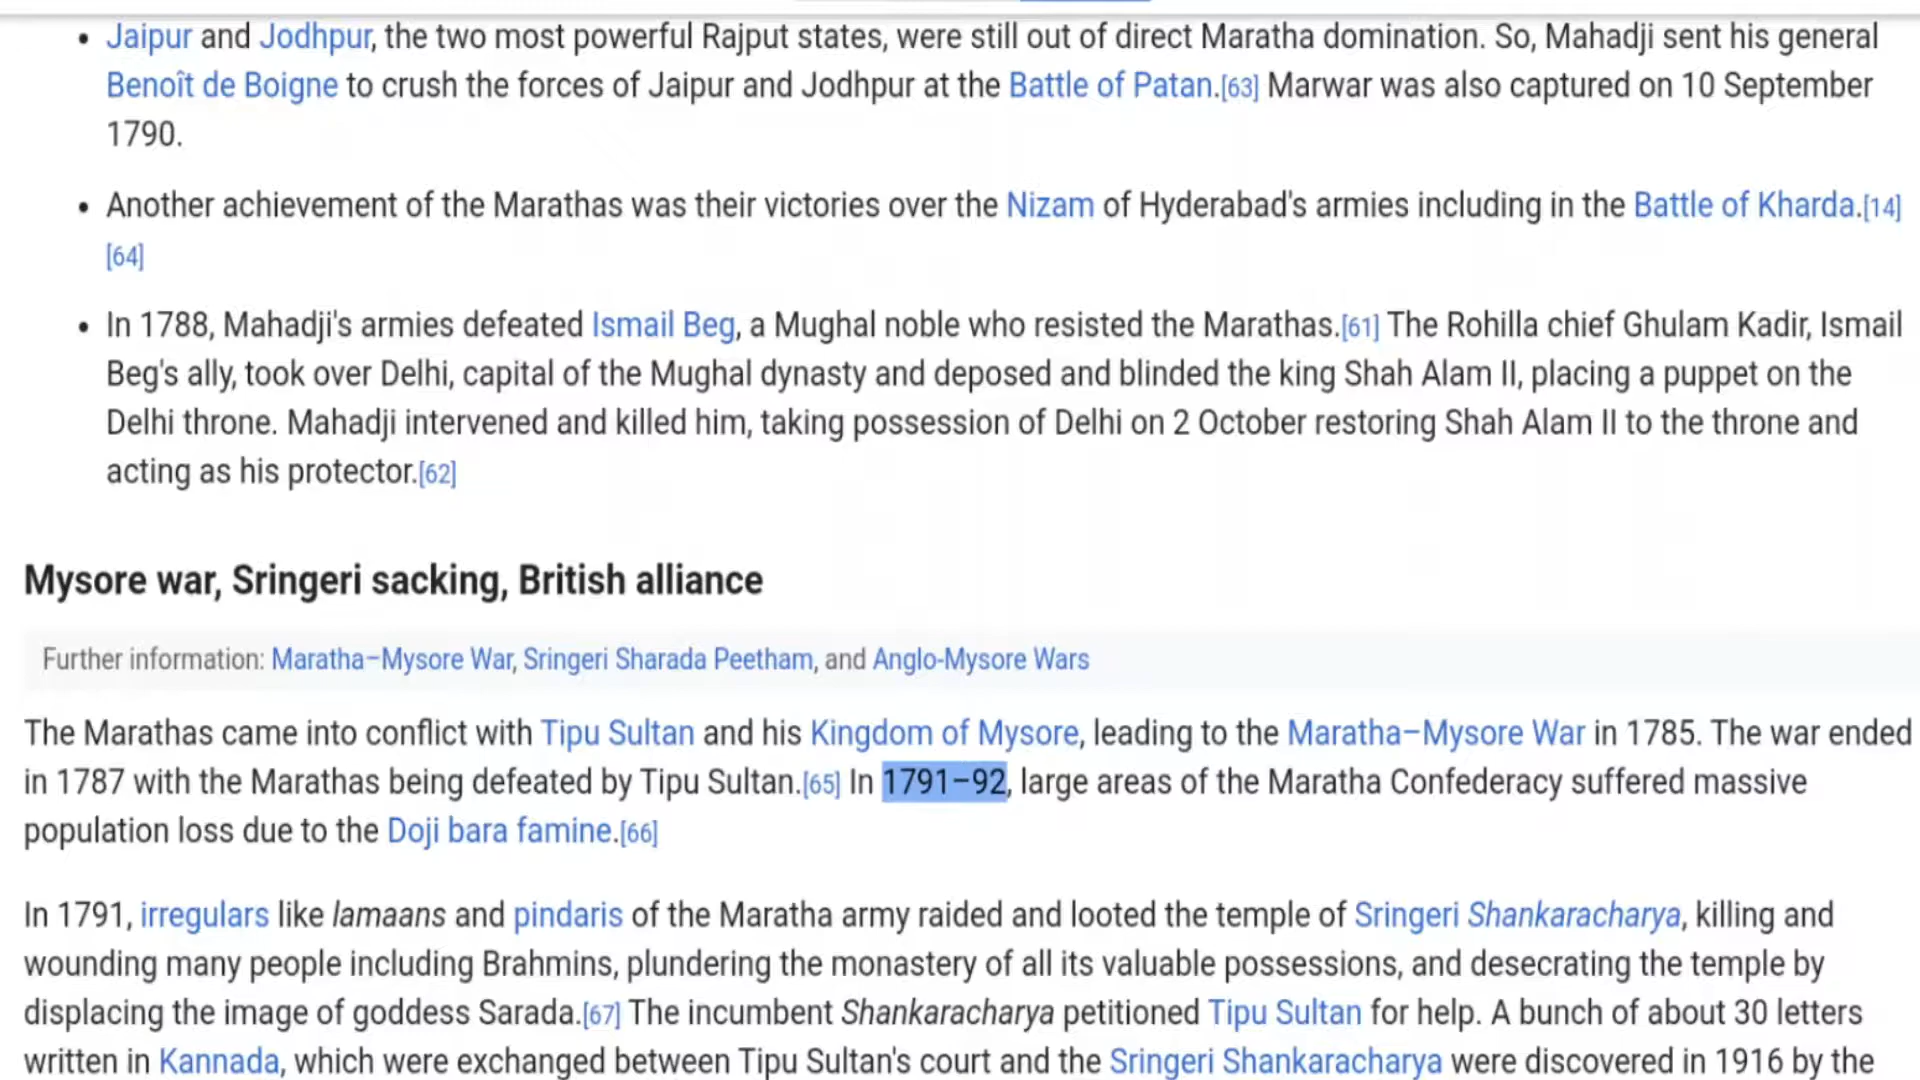 • Jaipur and Jodhpur, the two most powerful Rajput states, were still out of direct Maratha domination. So, Mahadji sent his general
Benoît de Boigne to crush the forces of Jaipur and Jodhpur at the Battle of Patan.[63] Marwar was also captured on 10 September
1790.
• Another achievement of the Marathas was their victories over the Nizam of Hyderabad's armies including in the Battle of Kharda.[14]
[64]
• In 1788, Mahadji's armies defeated Ismail Beg, a Mughal noble who resisted the Marathas.[61] The Rohilla chief Ghulam Kadir, Ismail
Beg's ally, took over Delhi, capital of the Mughal dynasty and deposed and blinded the king Shah Alam II, placing a puppet on the
Delhi throne. Mahadji intervened and killed him, taking possession of Delhi on 2 October restoring Shah Alam II to the throne and
acting as his protector.[62]
Mysore war, Sringeri sacking, British alliance
Further information: Maratha–Mysore War, Sringeri Sharada Peetham, and Anglo-Mysore Wars
The Marathas came into conflict with Tipu Sultan and his Kingdom of Mysore, leading to the Maratha–Mysore War in 1785. The war ended
in 1787 with the Marathas being defeated by Tipu Sultan.[65] In 1791–92, large areas of the Maratha Confederacy suffered massive
population loss due to the Doji bara famine.[66]
In 1791, irregulars like lamaans and pindaris of the Maratha army raided and looted the temple of Sringeri Shankaracharya, killing and
wounding many people including Brahmins, plundering the monastery of all its valuable possessions, and desecrating the temple by
displacing the image of goddess Sarada.[67] The incumbent Shankaracharya petitioned Tipu Sultan for help. A bunch of about 30 letters
written in Kannada, which were exchanged between Tipu Sultan's court and the Sringeri Shankaracharya were discovered in 1916 by the